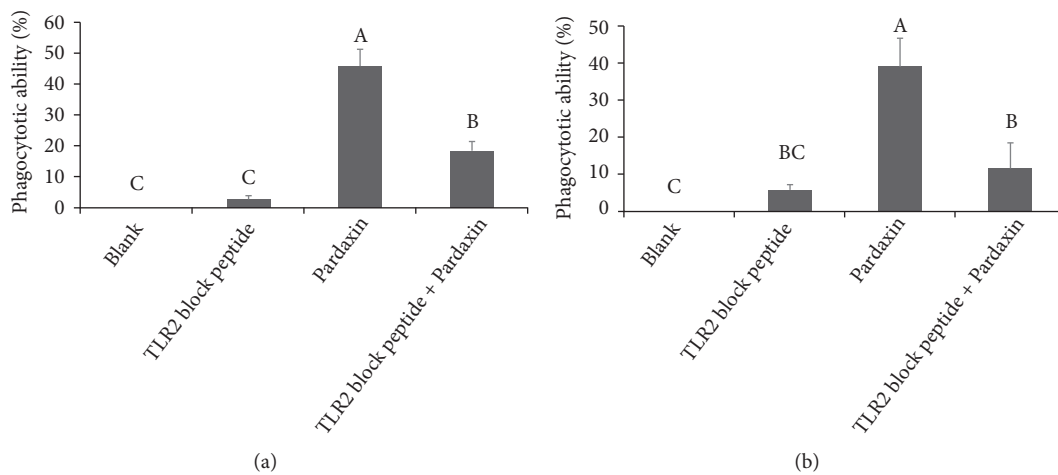 Phagocytotic ability (%)
60
50
40
30
20
10
0
C
C
A
B
Blank
TLR2 block peptide
Pardaxin
TLR2 block peptide + Pardaxin
(a)
Phagocytotic ability (%)
50
40
30
20
10
0
C
BC
A
B
Blank
TLR2 block peptide
Pardaxin
TLR2 block peptide + Pardaxin
(b)